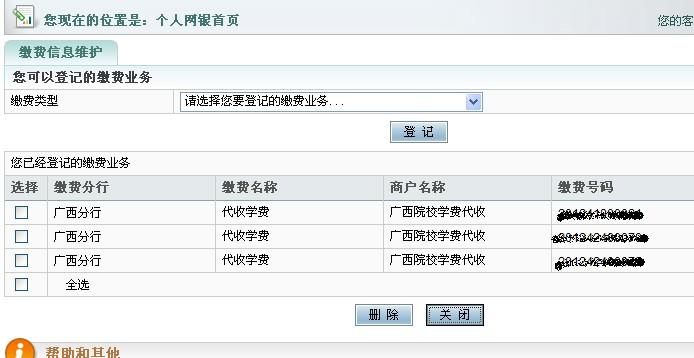 您现在的位置是：个人网银首页
您的客
缴费信息维护
您可以登记的缴费业务
缴费类型 请选择您要登记的缴费业务...
登 记
您已经登记的缴费业务
选择 缴费分行 缴费名称 商户名称 缴费号码
广西分行 代收学费 广西院校学费代收
广西分行 代收学费 广西院校学费代收
广西分行 代收学费 广西院校学费代收
全选
删 除 关 闭
帮助和其他